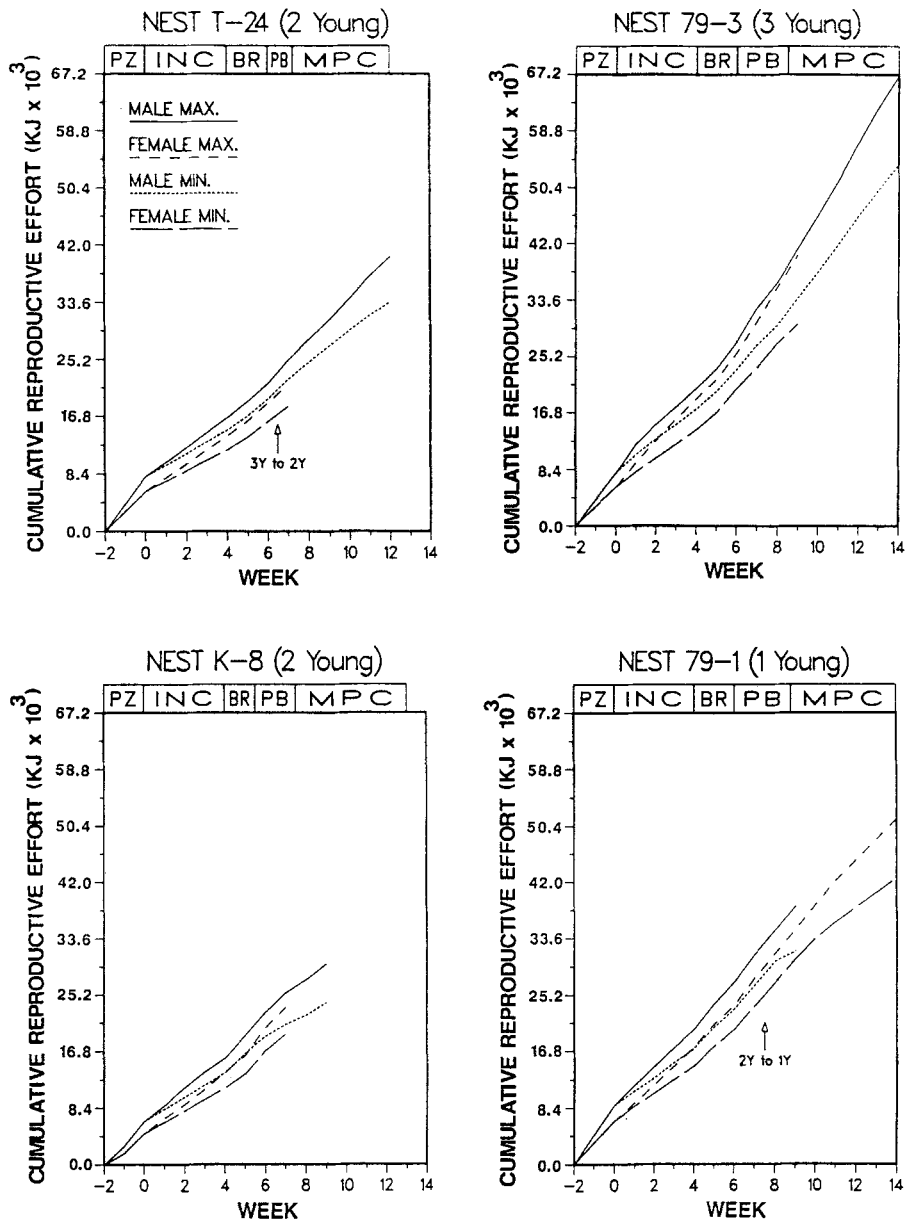 NEST T-24 (2 Young)
PZ INC BR PB MPC
CUMULATIVE REPRODUCTIVE EFFORT (KJ x 10³)
67.2
58.8
50.4
42.0
33.6
25.2
16.8
8.4
0.0
MALE MAX.
FEMALE MAX.
MALE MIN.
FEMALE MIN.
3Y to 2Y
-2 0 2 4 6 8 10 12 14
WEEK
NEST 79-3 (3 Young)
PZ INC BR PB MPC
CUMULATIVE REPRODUCTIVE EFFORT (KJ x 10³)
67.2
58.8
50.4
42.0
33.6
25.2
16.8
8.4
0.0
-2 0 2 4 6 8 10 12 14
WEEK
NEST K-8 (2 Young)
PZ INC BR PB MPC
CUMULATIVE REPRODUCTIVE EFFORT (KJ x 10³)
67.2
58.8
50.4
42.0
33.6
25.2
16.8
8.4
0.0
-2 0 2 4 6 8 10 12 14
WEEK
NEST 79-1 (1 Young)
PZ INC BR PB MPC
CUMULATIVE REPRODUCTIVE EFFORT (KJ x 10³)
67.2
58.8
50.4
42.0
33.6
25.2
16.8
8.4
0.0
2Y to 1Y
-2 0 2 4 6 8 10 12 14
WEEK